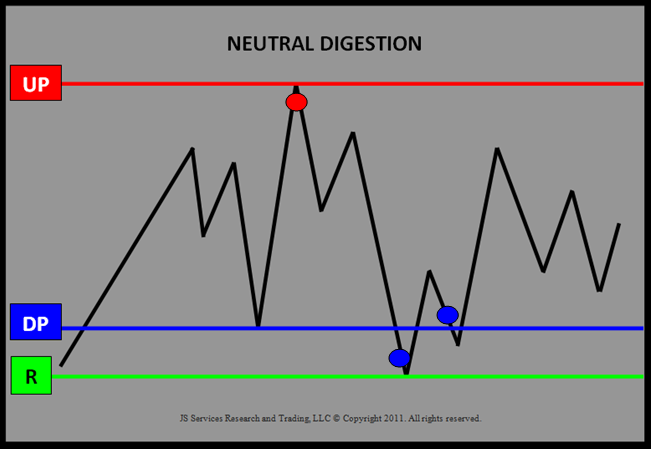 NEUTRAL DIGESTION
UP
DP
R
JS Services Research and Trading, LLC © Copyright 2011. All rights reserved.